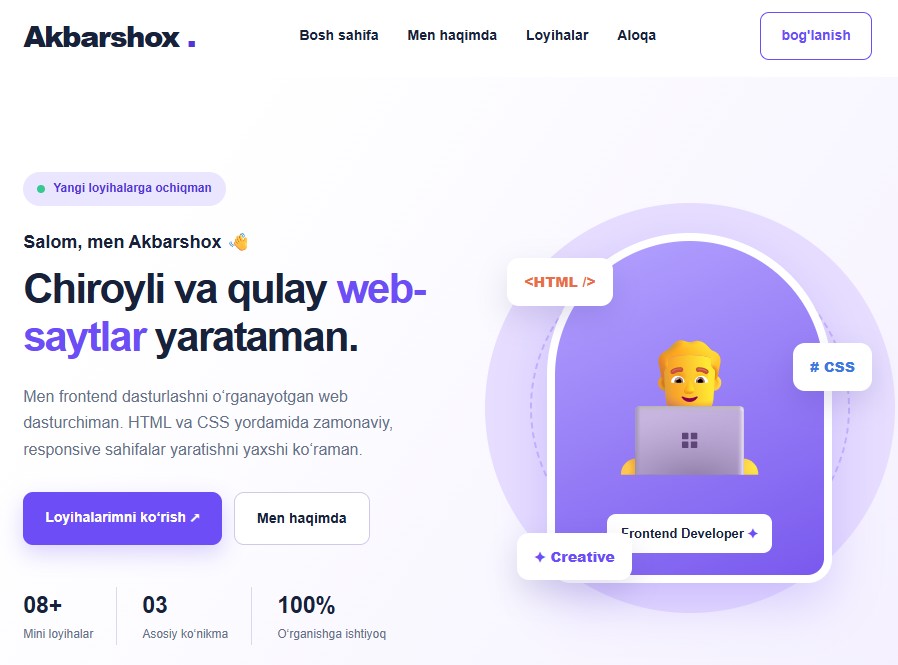 Akbarshox .
Bosh sahifa
Men haqimda
Loyihalar
Aloqa
bog'lanish
Yangi loyihalarga ochiqman
Salom, men Akbarshox 👋
Chiroyli va qulay web-
saytlar yarataman.
Men frontend dasturlashni o‘rganayotgan web
dasturchiman. HTML va CSS yordamida zamonaviy,
responsive sahifalar yaratishni yaxshi ko‘raman.
Loyihalarimni ko‘rish ↗
Men haqimda
08+
Mini loyihalar
03
Asosiy ko‘nikma
100%
O‘rganishga ishtiyoq
<HTML />
# CSS
Frontend Developer ✦
✦ Creative